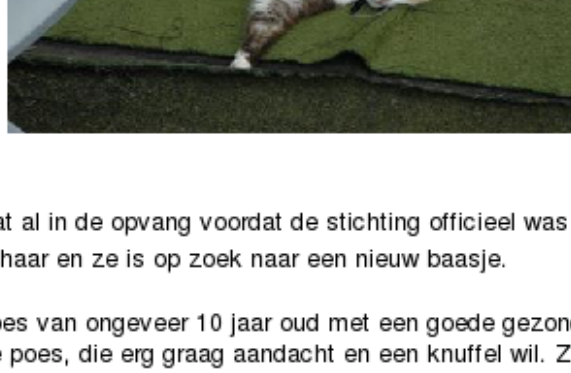 at al in de opvang voordat de stichting officieel was
haar en ze is op zoek naar een nieuw baasje.
oes van ongeveer 10 jaar oud met een goede gezon
poes, die erg graag aandacht en een knuffel wil. Z